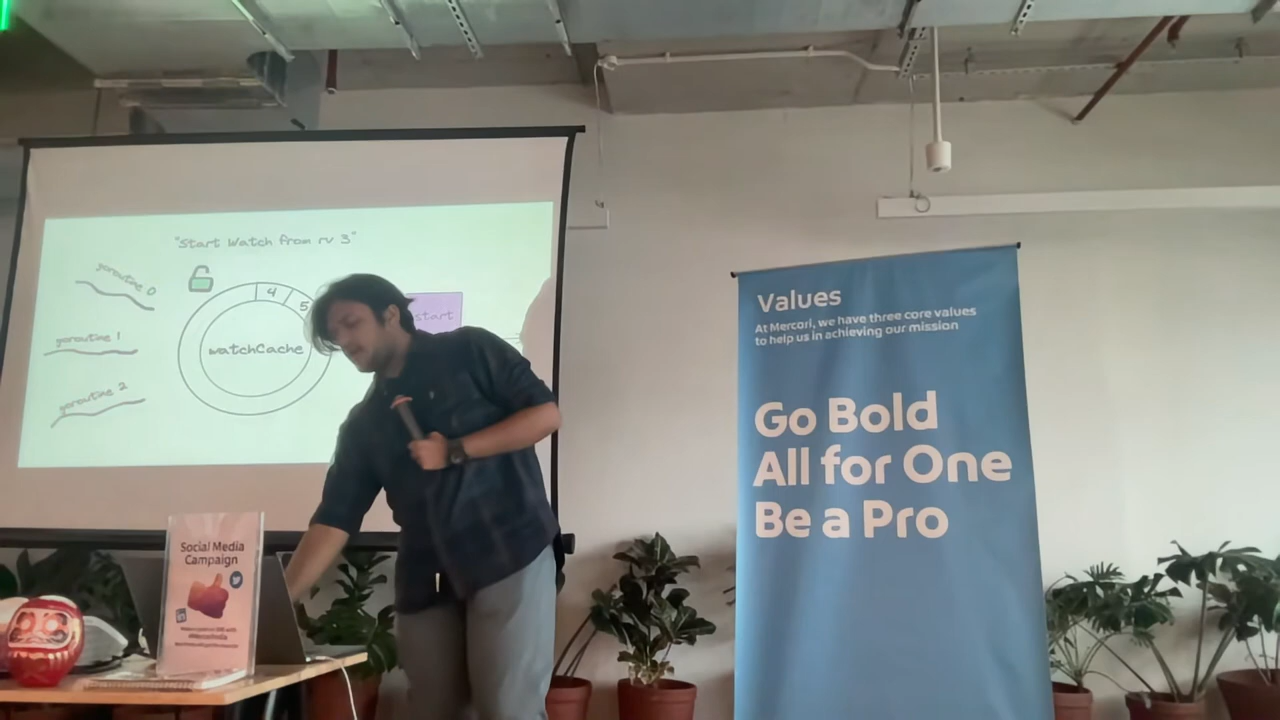 "Start Watch from rv 3"
goroutine 0
goroutine 1
goroutine 2
4
5
watchCache
start
Values
At Mercari, we have three core values
to help us in achieving our mission
Go Bold
All for One
Be a Pro
Social Media
Campaign